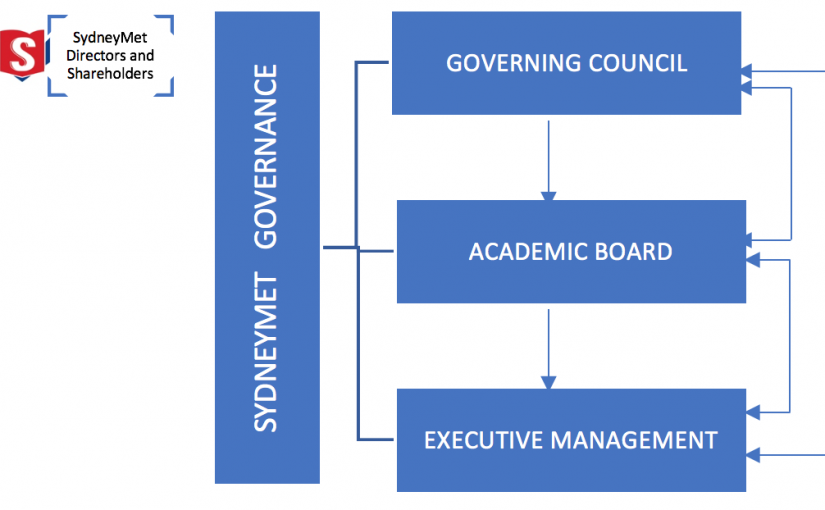 S
SydneyMet
Directors and
Shareholders
SYDNEYMET GOVERNANCE
GOVERNING COUNCIL
ACADEMIC BOARD
EXECUTIVE MANAGEMENT